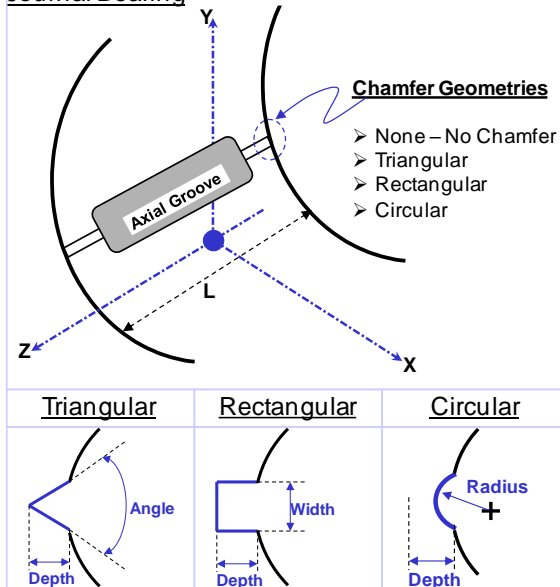 Bearing
Y
Chamfer Geometries
➢ None – No Chamfer
➢ Triangular
➢ Rectangular
➢ Circular
Axial Groove
L
Z
X
Triangular
Rectangular
Circular
Angle
Depth
Width
Depth
Radius
Depth